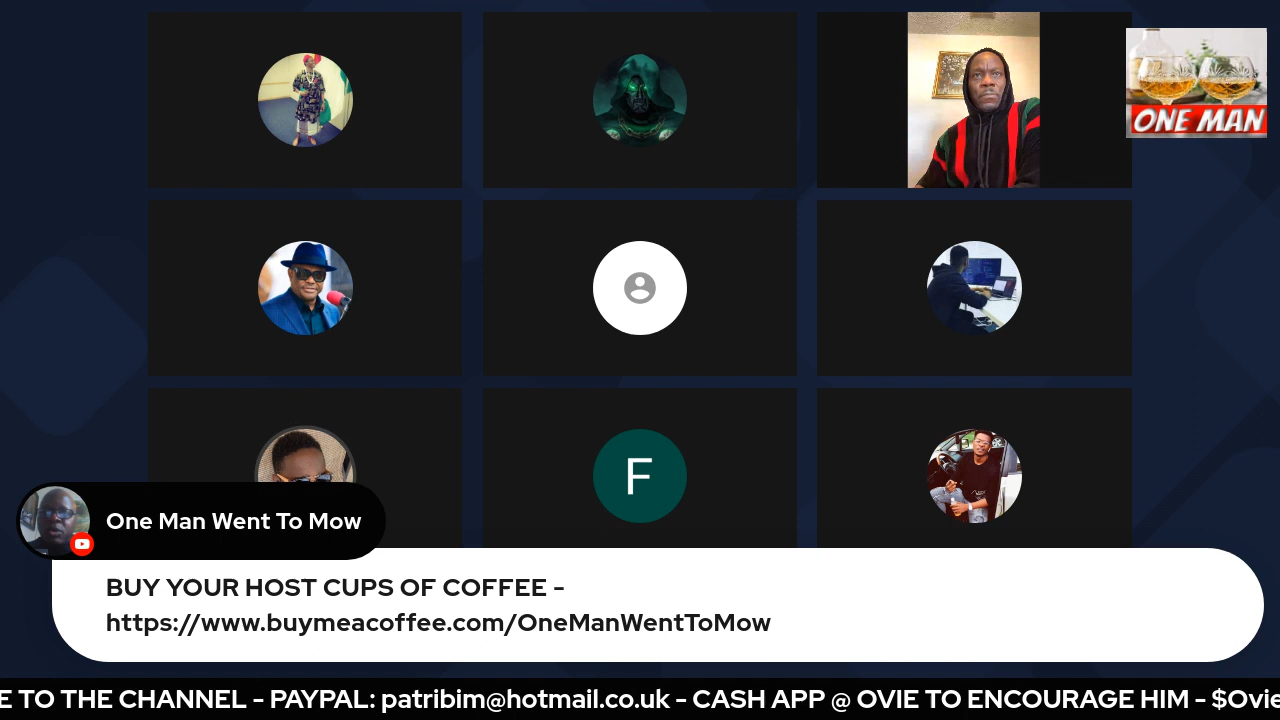 ONE MAN
F
One Man Went To Mow
BUY YOUR HOST CUPS OF COFFEE -
https://www.buymeacoffee.com/OneManWentToMow
E TO THE CHANNEL - PAYPAL: patribim@hotmail.co.uk - CASH APP @ OVIE TO ENCOURAGE HIM - $Ovie